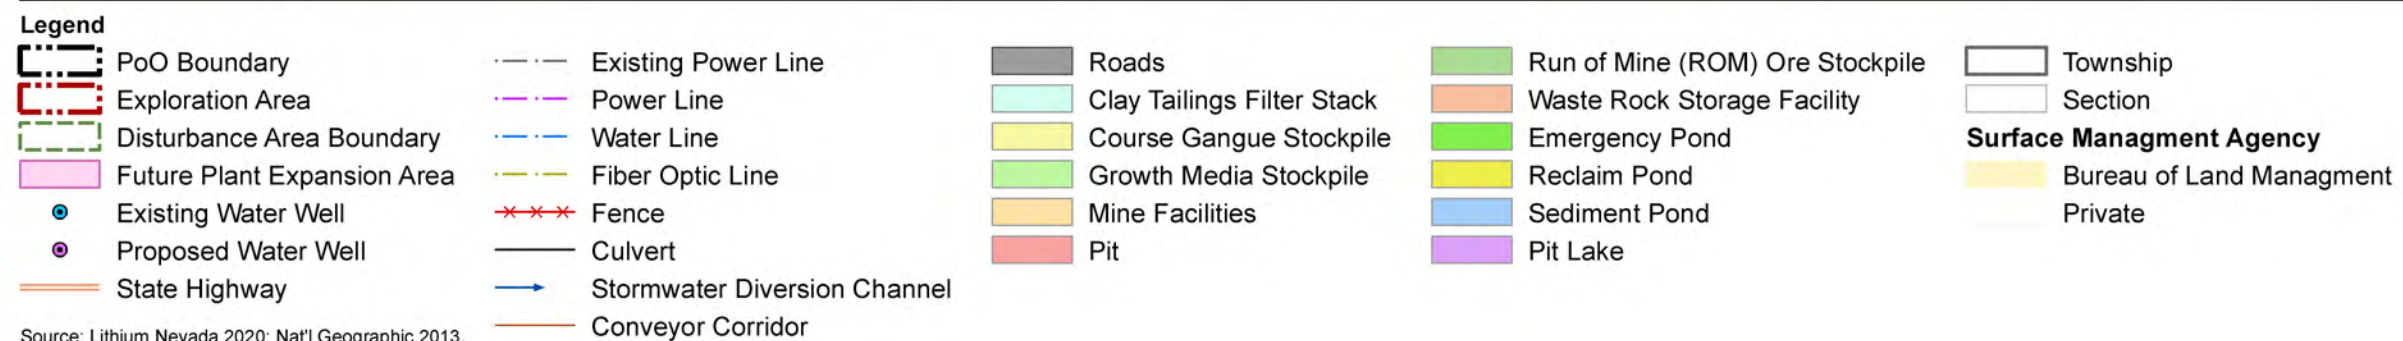 Legend
PoO Boundary
Exploration Area
Disturbance Area Boundary
Future Plant Expansion Area
Existing Water Well
Proposed Water Well
State Highway
Source: Lithium Nevada 2020; Nat'l Geographic 2013.
Existing Power Line
Power Line
Water Line
Fiber Optic Line
Fence
Culvert
Stormwater Diversion Channel
Conveyor Corridor
Roads
Clay Tailings Filter Stack
Course Gangue Stockpile
Growth Media Stockpile
Mine Facilities
Pit
Run of Mine (ROM) Ore Stockpile
Waste Rock Storage Facility
Emergency Pond
Reclaim Pond
Sediment Pond
Pit Lake
Township
Section
Surface Managment Agency
Bureau of Land Managment
Private